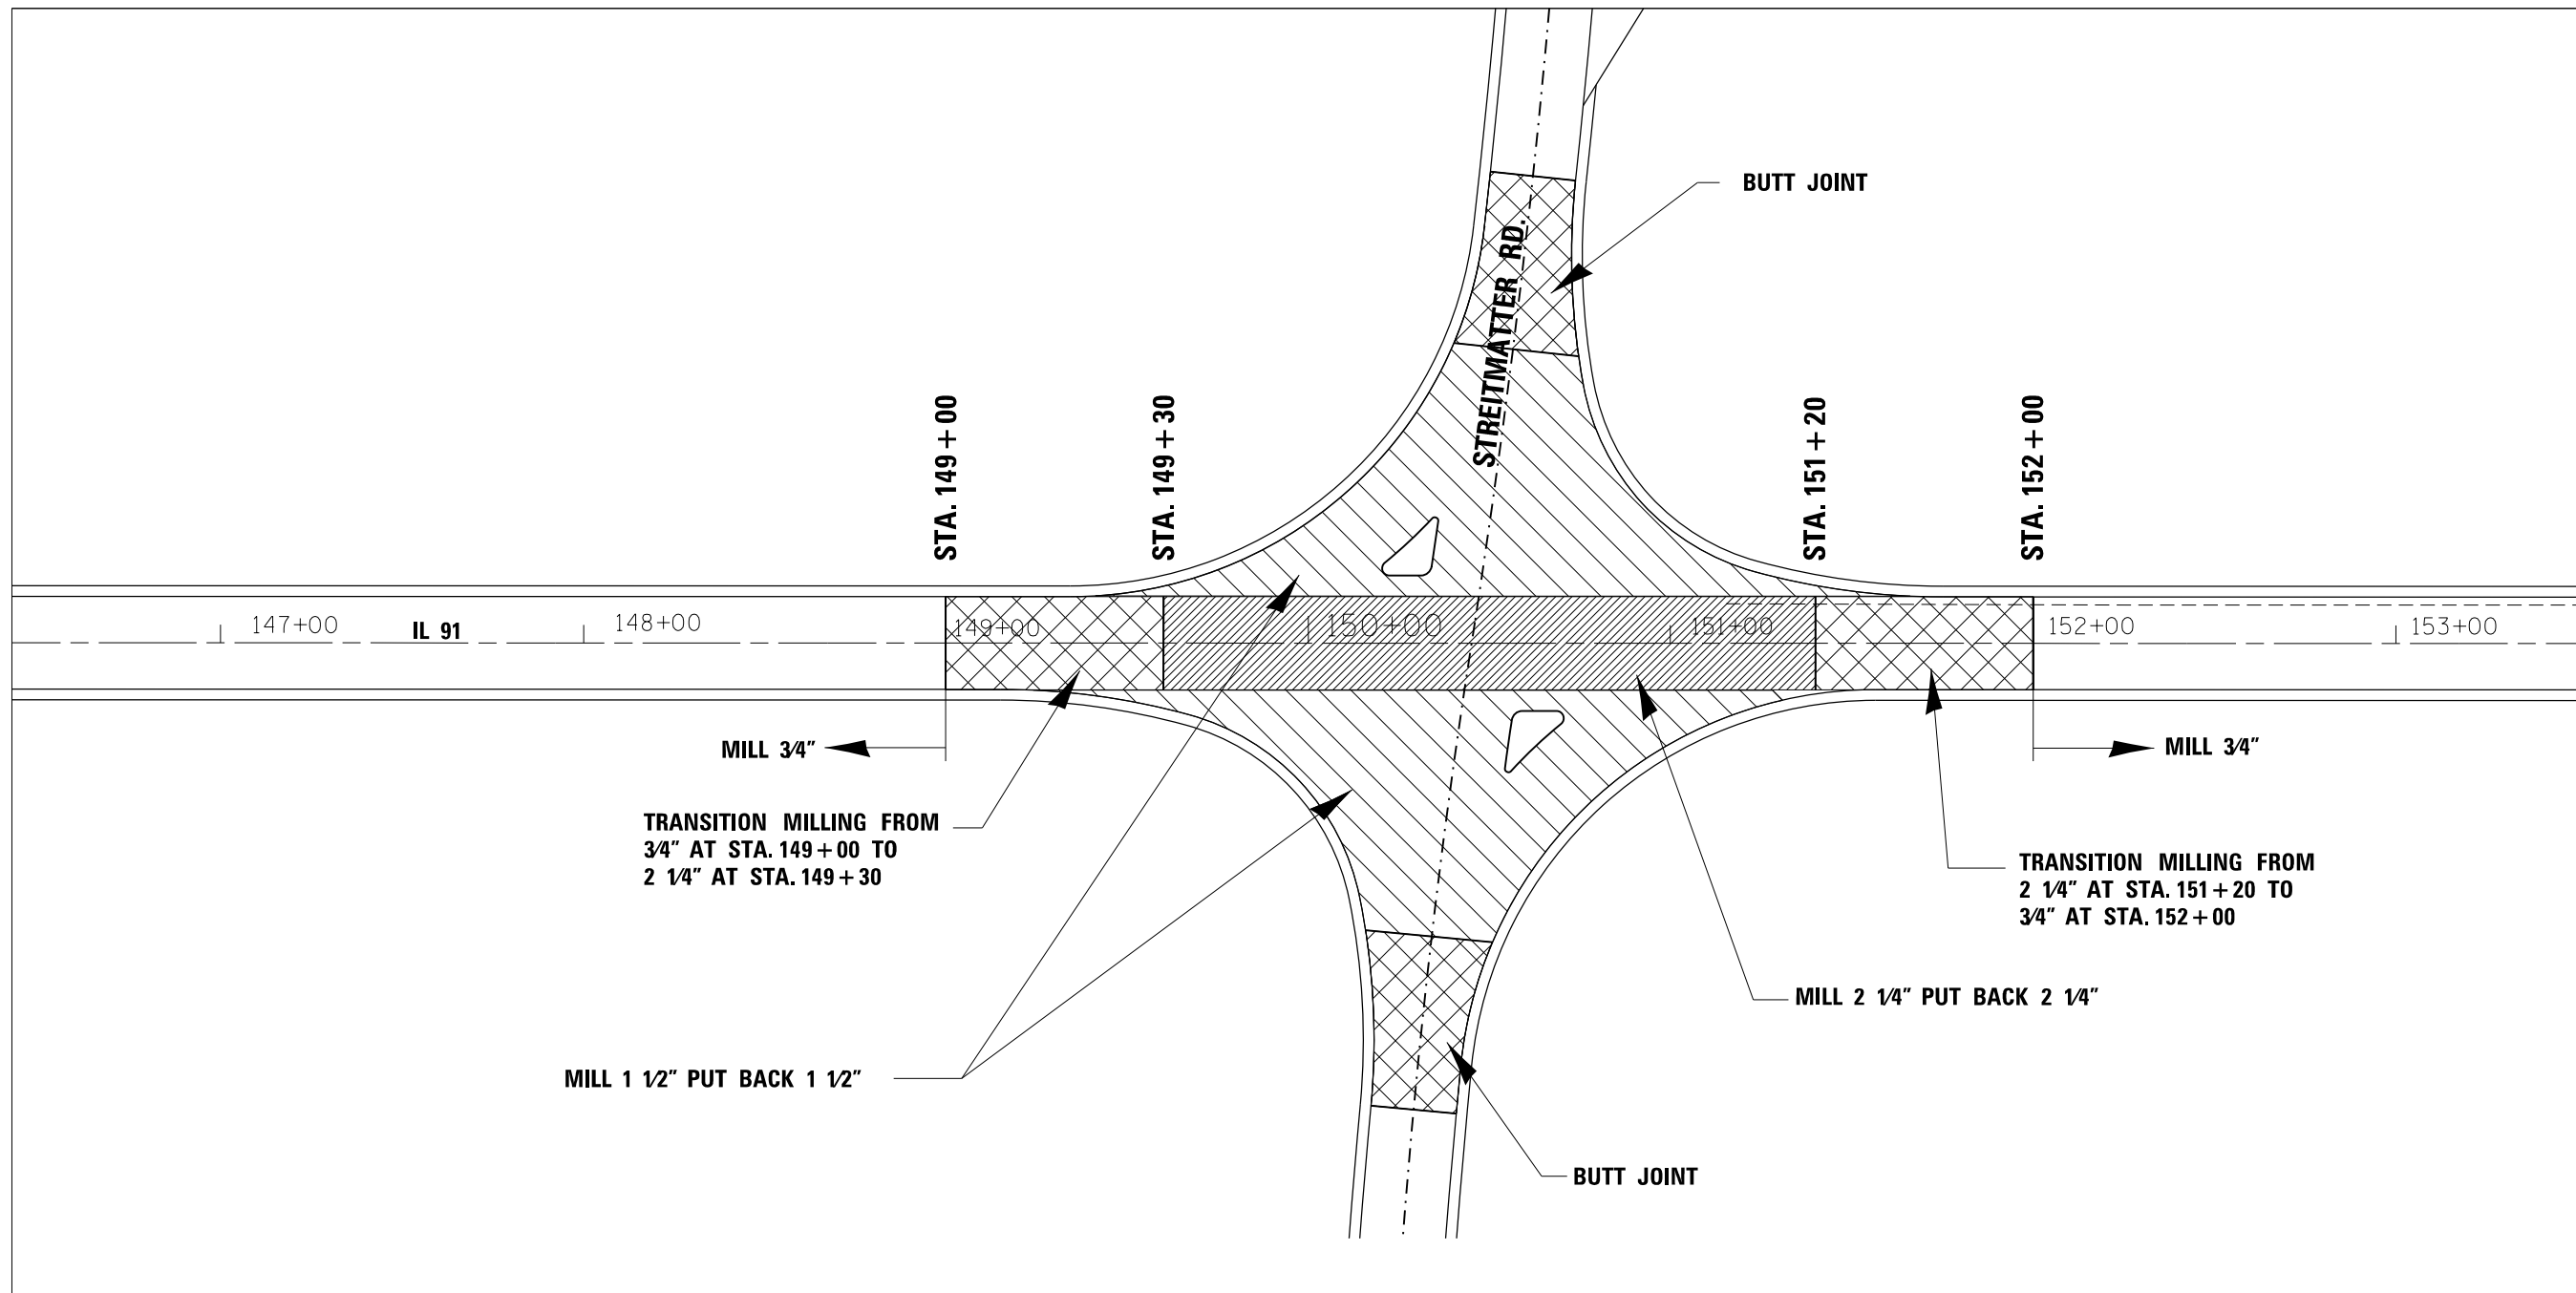 BUTT JOINT
STREITMATTER RD.
STA. 149+00
STA. 149+30
STA. 151+20
STA. 152+00
147+00
IL 91
148+00
149+00
150+00
151+00
152+00
153+00
MILL 3/4"
MILL 3/4"
TRANSITION MILLING FROM
3/4" AT STA. 149+00 TO
2 1/4" AT STA. 149+30
TRANSITION MILLING FROM
2 1/4" AT STA. 151+20 TO
3/4" AT STA. 152+00
MILL 2 1/4" PUT BACK 2 1/4"
MILL 1 1/2" PUT BACK 1 1/2"
BUTT JOINT